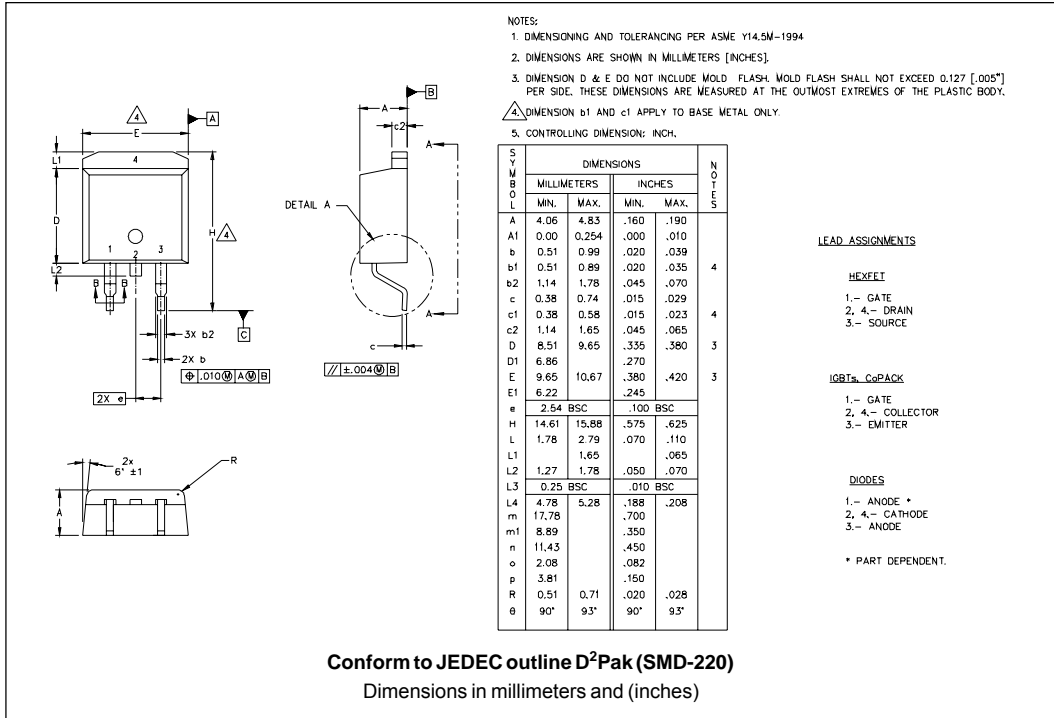 NOTES:
1. DIMENSIONING AND TOLERANCING PER ASME Y14.5M-1994
2. DIMENSIONS ARE SHOWN IN MILLIMETERS [INCHES].
3. DIMENSION D & E DO NOT INCLUDE MOLD FLASH. MOLD FLASH SHALL NOT EXCEED 0.127 [.005"]
PER SIDE. THESE DIMENSIONS ARE MEASURED AT THE OUTMOST EXTREMES OF THE PLASTIC BODY.
4. DIMENSION b1 AND c1 APPLY TO BASE METAL ONLY.
5. CONTROLLING DIMENSION: INCH.
4
E
A
L1
4
D
H 4
1 2 3
L2
B B
C
3X b2
2X b
⌖ .010 Ⓜ A Ⓜ B
2X e
A
B
c2
A
DETAIL A
A
c
// ±.004 Ⓜ B
2x
6° ±1
R
A
SYMBOL DIMENSIONS NOTES
MILLIMETERS INCHES
MIN. MAX. MIN. MAX.
A 4.06 4.83 .160 .190
A1 0.00 0.254 .000 .010
b 0.51 0.99 .020 .039
b1 0.51 0.89 .020 .035 4
b2 1.14 1.78 .045 .070
c 0.38 0.74 .015 .029
c1 0.38 0.58 .015 .023 4
c2 1.14 1.65 .045 .065
D 8.51 9.65 .335 .380 3
D1 6.86 .270
E 9.65 10.67 .380 .420 3
E1 6.22 .245
e 2.54 BSC .100 BSC
H 14.61 15.88 .575 .625
L 1.78 2.79 .070 .110
L1 1.65 .065
L2 1.27 1.78 .050 .070
L3 0.25 BSC .010 BSC
L4 4.78 5.28 .188 .208
m 17.78 .700
m1 8.89 .350
n 11.43 .450
o 2.08 .082
p 3.81 .150
R 0.51 0.71 .020 .028
θ 90° 93° 90° 93°
LEAD ASSIGNMENTS
HEXFET
1.- GATE
2, 4.- DRAIN
3.- SOURCE
IGBTs, CoPACK
1.- GATE
2, 4.- COLLECTOR
3.- EMITTER
DIODES
1.- ANODE *
2, 4.- CATHODE
3.- ANODE
* PART DEPENDENT.
Conform to JEDEC outline D²Pak (SMD-220)
Dimensions in millimeters and (inches)